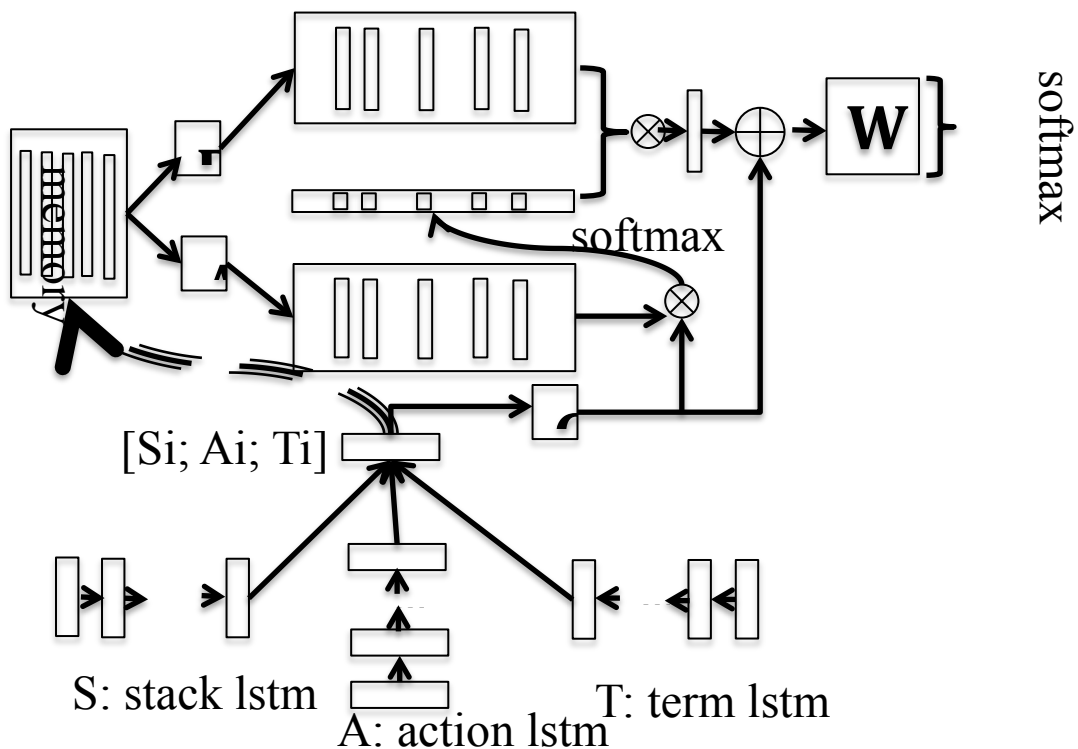 memory
softmax
W
softmax
[Si; Ai; Ti]
S: stack lstm
A: action lstm
T: term lstm